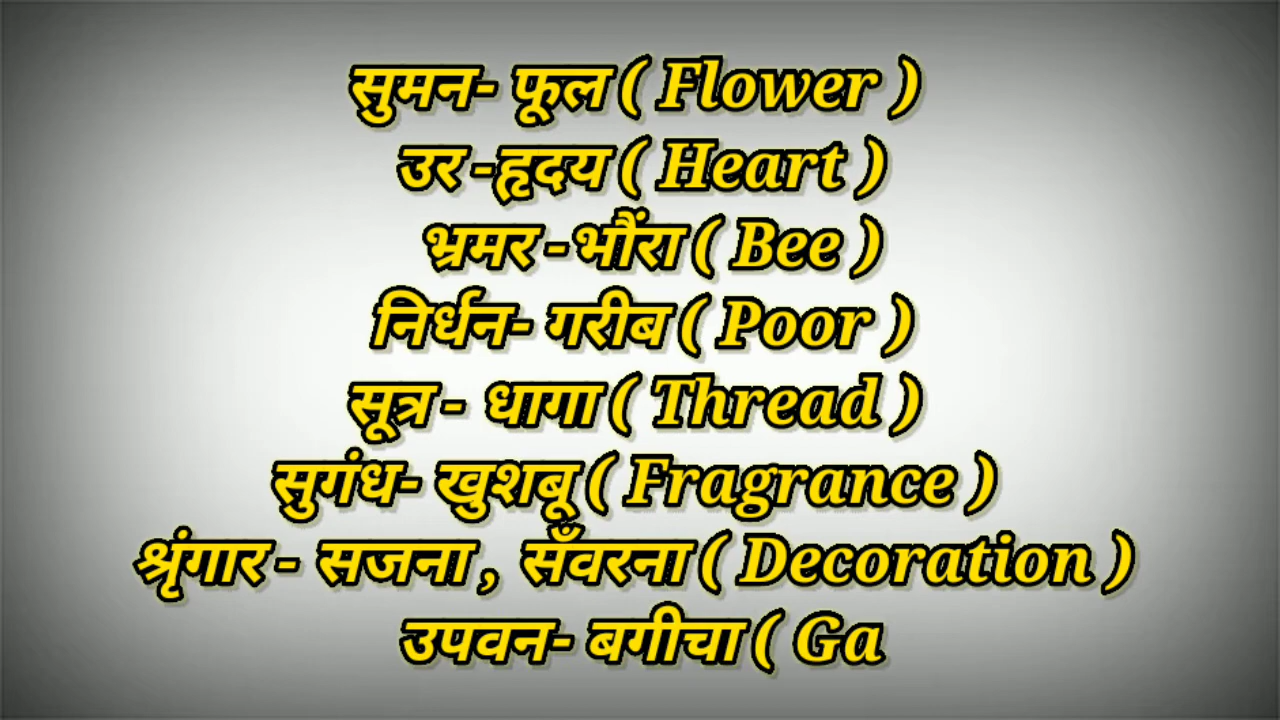 सुमन- फूल ( Flower )
उर -हृदय ( Heart )
भ्रमर -भौंरा ( Bee )
निर्धन- गरीब ( Poor )
सूत्र - धागा ( Thread )
सुगंध- खुशबू ( Fragrance )
श्रृंगार - सजना , सँवरना ( Decoration )
उपवन- बगीचा ( Ga